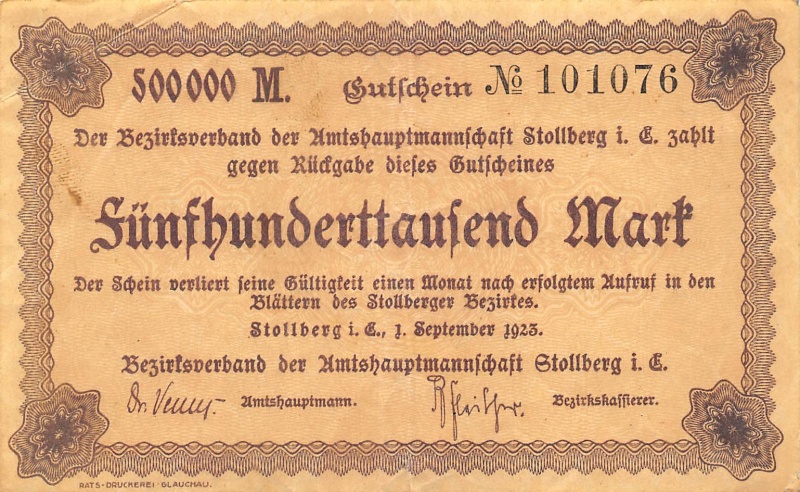 500000 M. Gutschein № 101076
Der Bezirksverband der Amtshauptmannschaft Stollberg i. E. zahlt
gegen Rückgabe dieses Gutscheines
Fünfhunderttausend Mark
Der Schein verliert seine Gültigkeit einen Monat nach erfolgtem Aufruf in den
Blättern des Stollberger Bezirkes.
Stollberg i. E., 1. September 1923.
Bezirksverband der Amtshauptmannschaft Stollberg i. E.
Amtshauptmann. Bezirkskassierer.
RATS-DRUCKEREI GLAUCHAU.